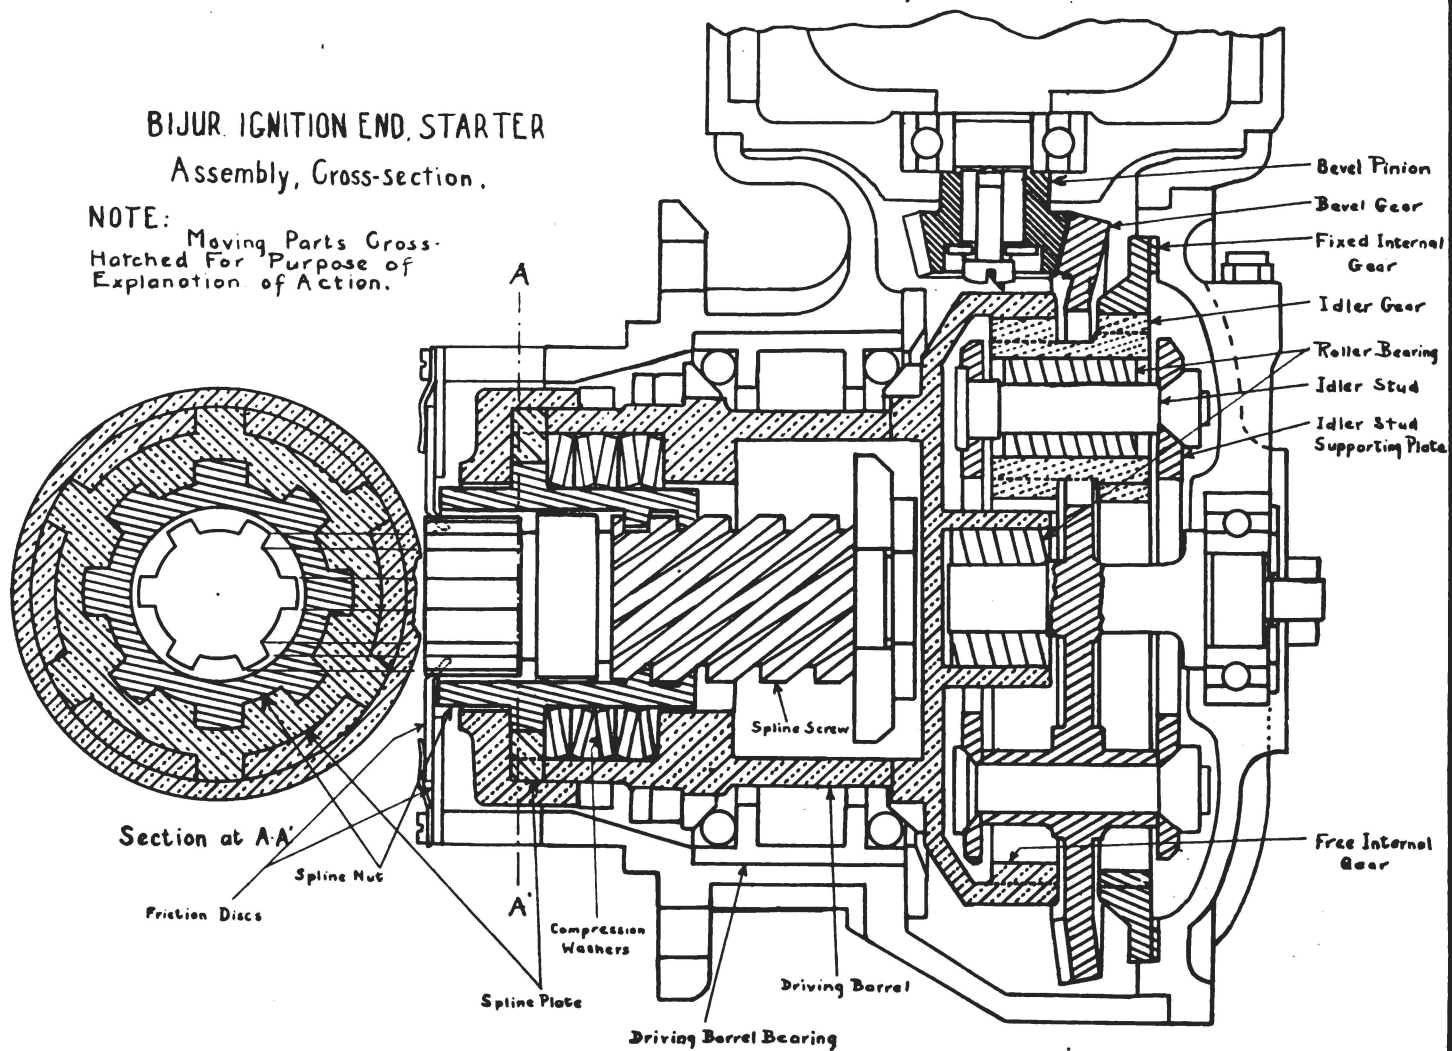 BIJUR IGNITION END, STARTER
Assembly, Cross-section.
NOTE:
Moving Parts Cross-
Hatched For Purpose of
Explanation of Action.
A
Bevel Pinion
Bevel Gear
Fixed Internal
Gear
Idler Gear
Roller Bearing
Idler Stud
Idler Stud
Supporting Plate
Spline Screw
Section at A-A'
Spline Nut
Friction Discs
A'
Compression
Washers
Spline Plate
Driving Barrel
Driving Barrel Bearing
Free Internal
Gear